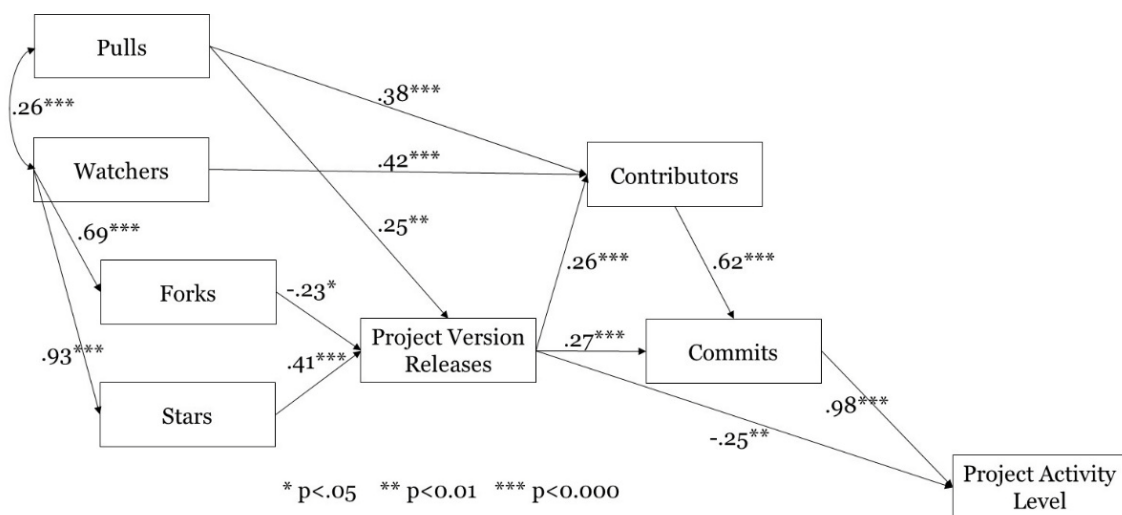 Pulls
.26***
.38***
Watchers
.42***
Contributors
.69***
.25**
.26***
.62***
Forks
-.23*
Project Version
Releases
.27***
Commits
.93***
.41***
Stars
-.25**
.98***
Project Activity
Level
* p<.05 ** p<0.01 *** p<0.000